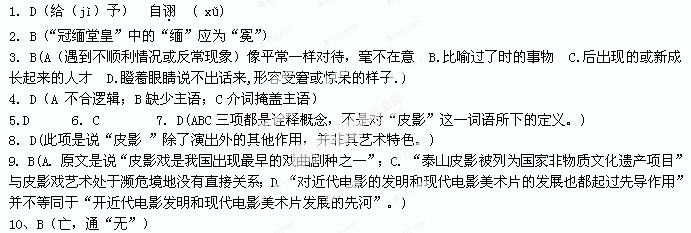 1. D（给（jì）予） 自诩 （ xǔ）
2. B（“冠缅堂皇”中的“缅”应为“冕”）
3. B(A（遇到不顺利情况或反常现象）像平常一样对待，毫不在意 B.比喻过了时的事物 C.后出现的或新成
长起来的人才 D.瞪着眼睛说不出话来,形容受窘或惊呆的样子.）
4. D（A 不合逻辑；B 缺少主语；C 介词掩盖主语）
5.D 6. C 7. D(ABC 三项都是诠释概念，不是对“皮影”这一词语所下的定义。）
8. D(此项是说“皮影 ”除了演出外的其他作用，并非其艺术特色。）
9. B(A. 原文是说“皮影戏是我国出现最早的戏曲剧种之一”；C. “泰山皮影被列为国家非物质文化遗产项目”
与皮影戏艺术处于濒危境地没有直接关系；D. “对近代电影的发明和现代电影美术片的发展也都起过先导作用”
并不等同于“开近代电影发明和现代电影美术片发展的先河”。）
10、B（亡，通“无”）